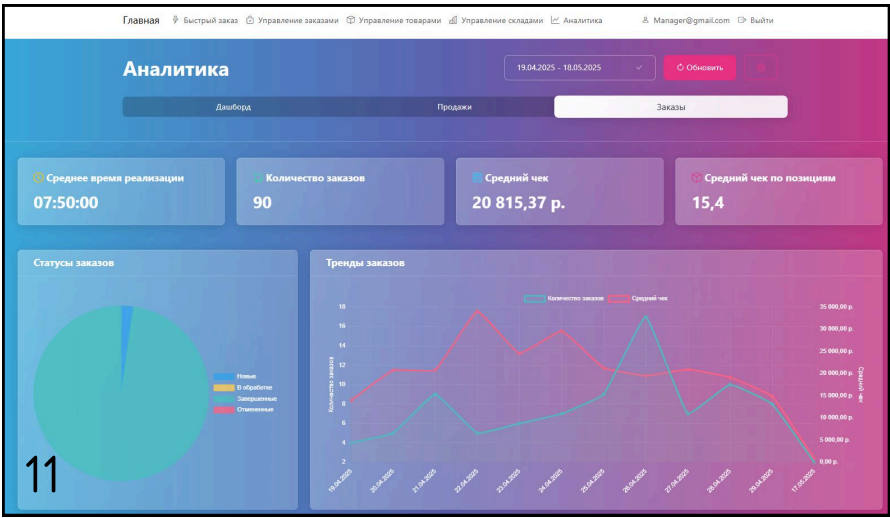 Главная Быстрый заказ Управление заказами Управление товарами Управление складами Аналитика Manager@gmail.com Выйти
Аналитика
19.04.2025 - 18.05.2025
Обновить
Дашборд Продажи Заказы
Среднее время реализации
07:50:00
Количество заказов
90
Средний чек
20 815,37 р.
Средний чек по позициям
15,4
Статусы заказов
Новые
В обработке
Завершенные
Отмененные
Тренды заказов
Количество заказов Средний чек
Количество заказов
18
16
14
12
10
8
6
4
2
35 000,00 р.
30 000,00 р.
25 000,00 р.
20 000,00 р.
15 000,00 р.
10 000,00 р.
5 000,00 р.
0,00 р.
Средний чек
19.04.2025 20.04.2025 21.04.2025 22.04.2025 23.04.2025 24.04.2025 25.04.2025 26.04.2025 27.04.2025 28.04.2025 29.04.2025 17.05.2025
11